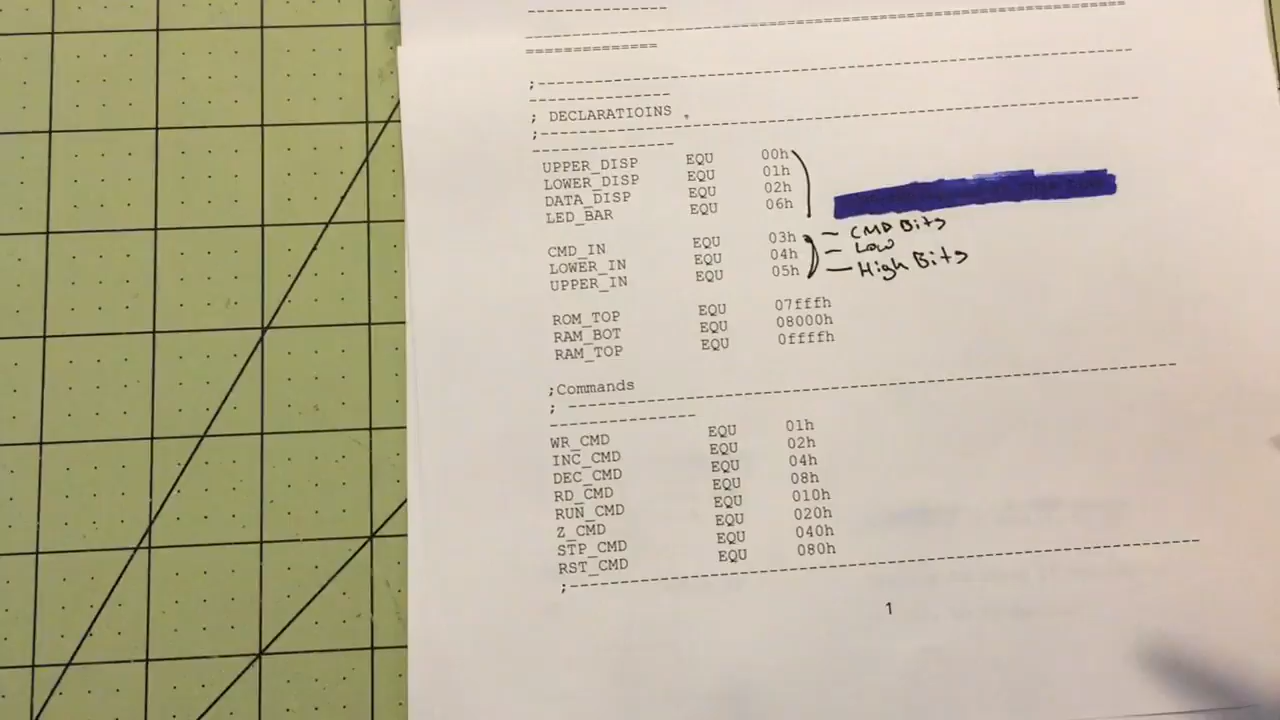 ;------------------------------------------------------------
; DECLARATIOINS
;------------------------------------------------------------
UPPER_DISP EQU 00h
LOWER_DISP EQU 01h
DATA_DISP EQU 02h
LED_BAR EQU 06h
CMD_IN EQU 03h - CMD Bits
LOWER_IN EQU 04h - Low
UPPER_IN EQU 05h - High Bits
ROM_TOP EQU 07fffh
RAM_BOT EQU 08000h
RAM_TOP EQU 0ffffh
;Commands
; ------------------------------------------------------------
WR_CMD EQU 01h
INC_CMD EQU 02h
DEC_CMD EQU 04h
RD_CMD EQU 08h
RUN_CMD EQU 010h
Z_CMD EQU 020h
STP_CMD EQU 040h
RST_CMD EQU 080h
;------------------------------------------------------------
1